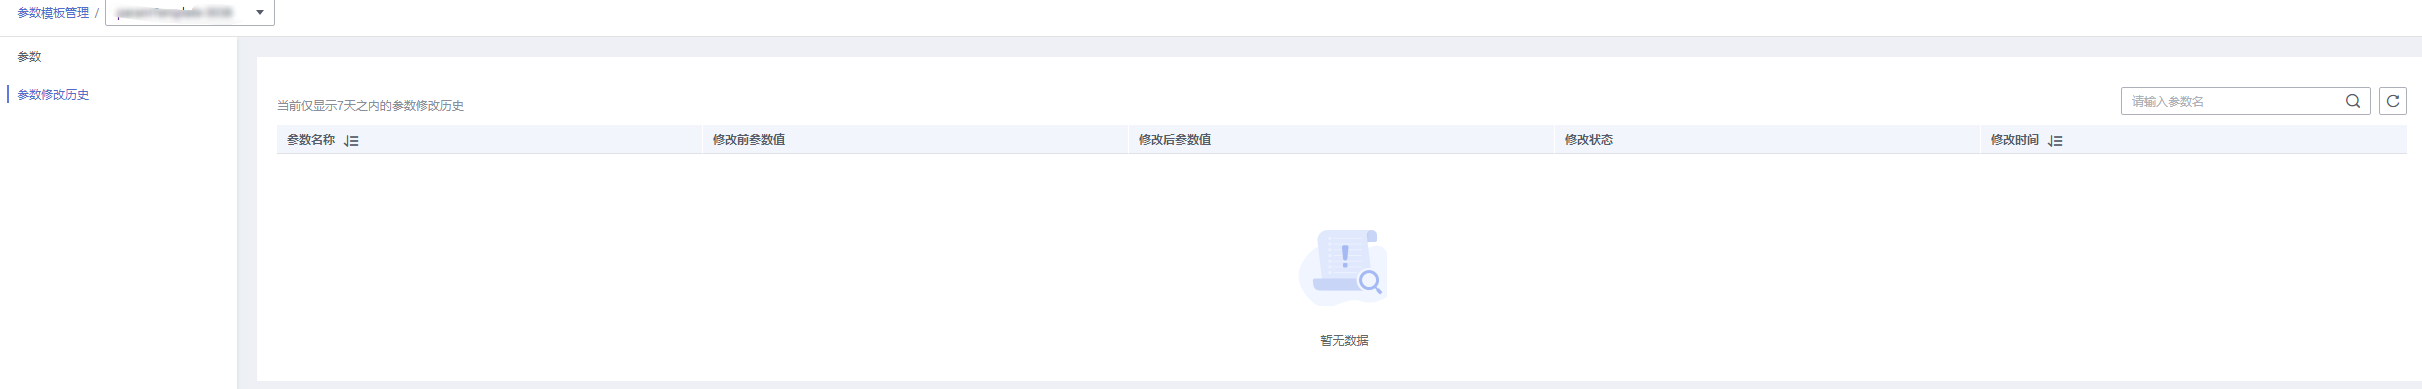 参数模板管理 /
参数
参数修改历史
当前仅显示7天之内的参数修改历史
请输入参数名
参数名称 修改前参数值 修改后参数值 修改状态 修改时间
暂无数据